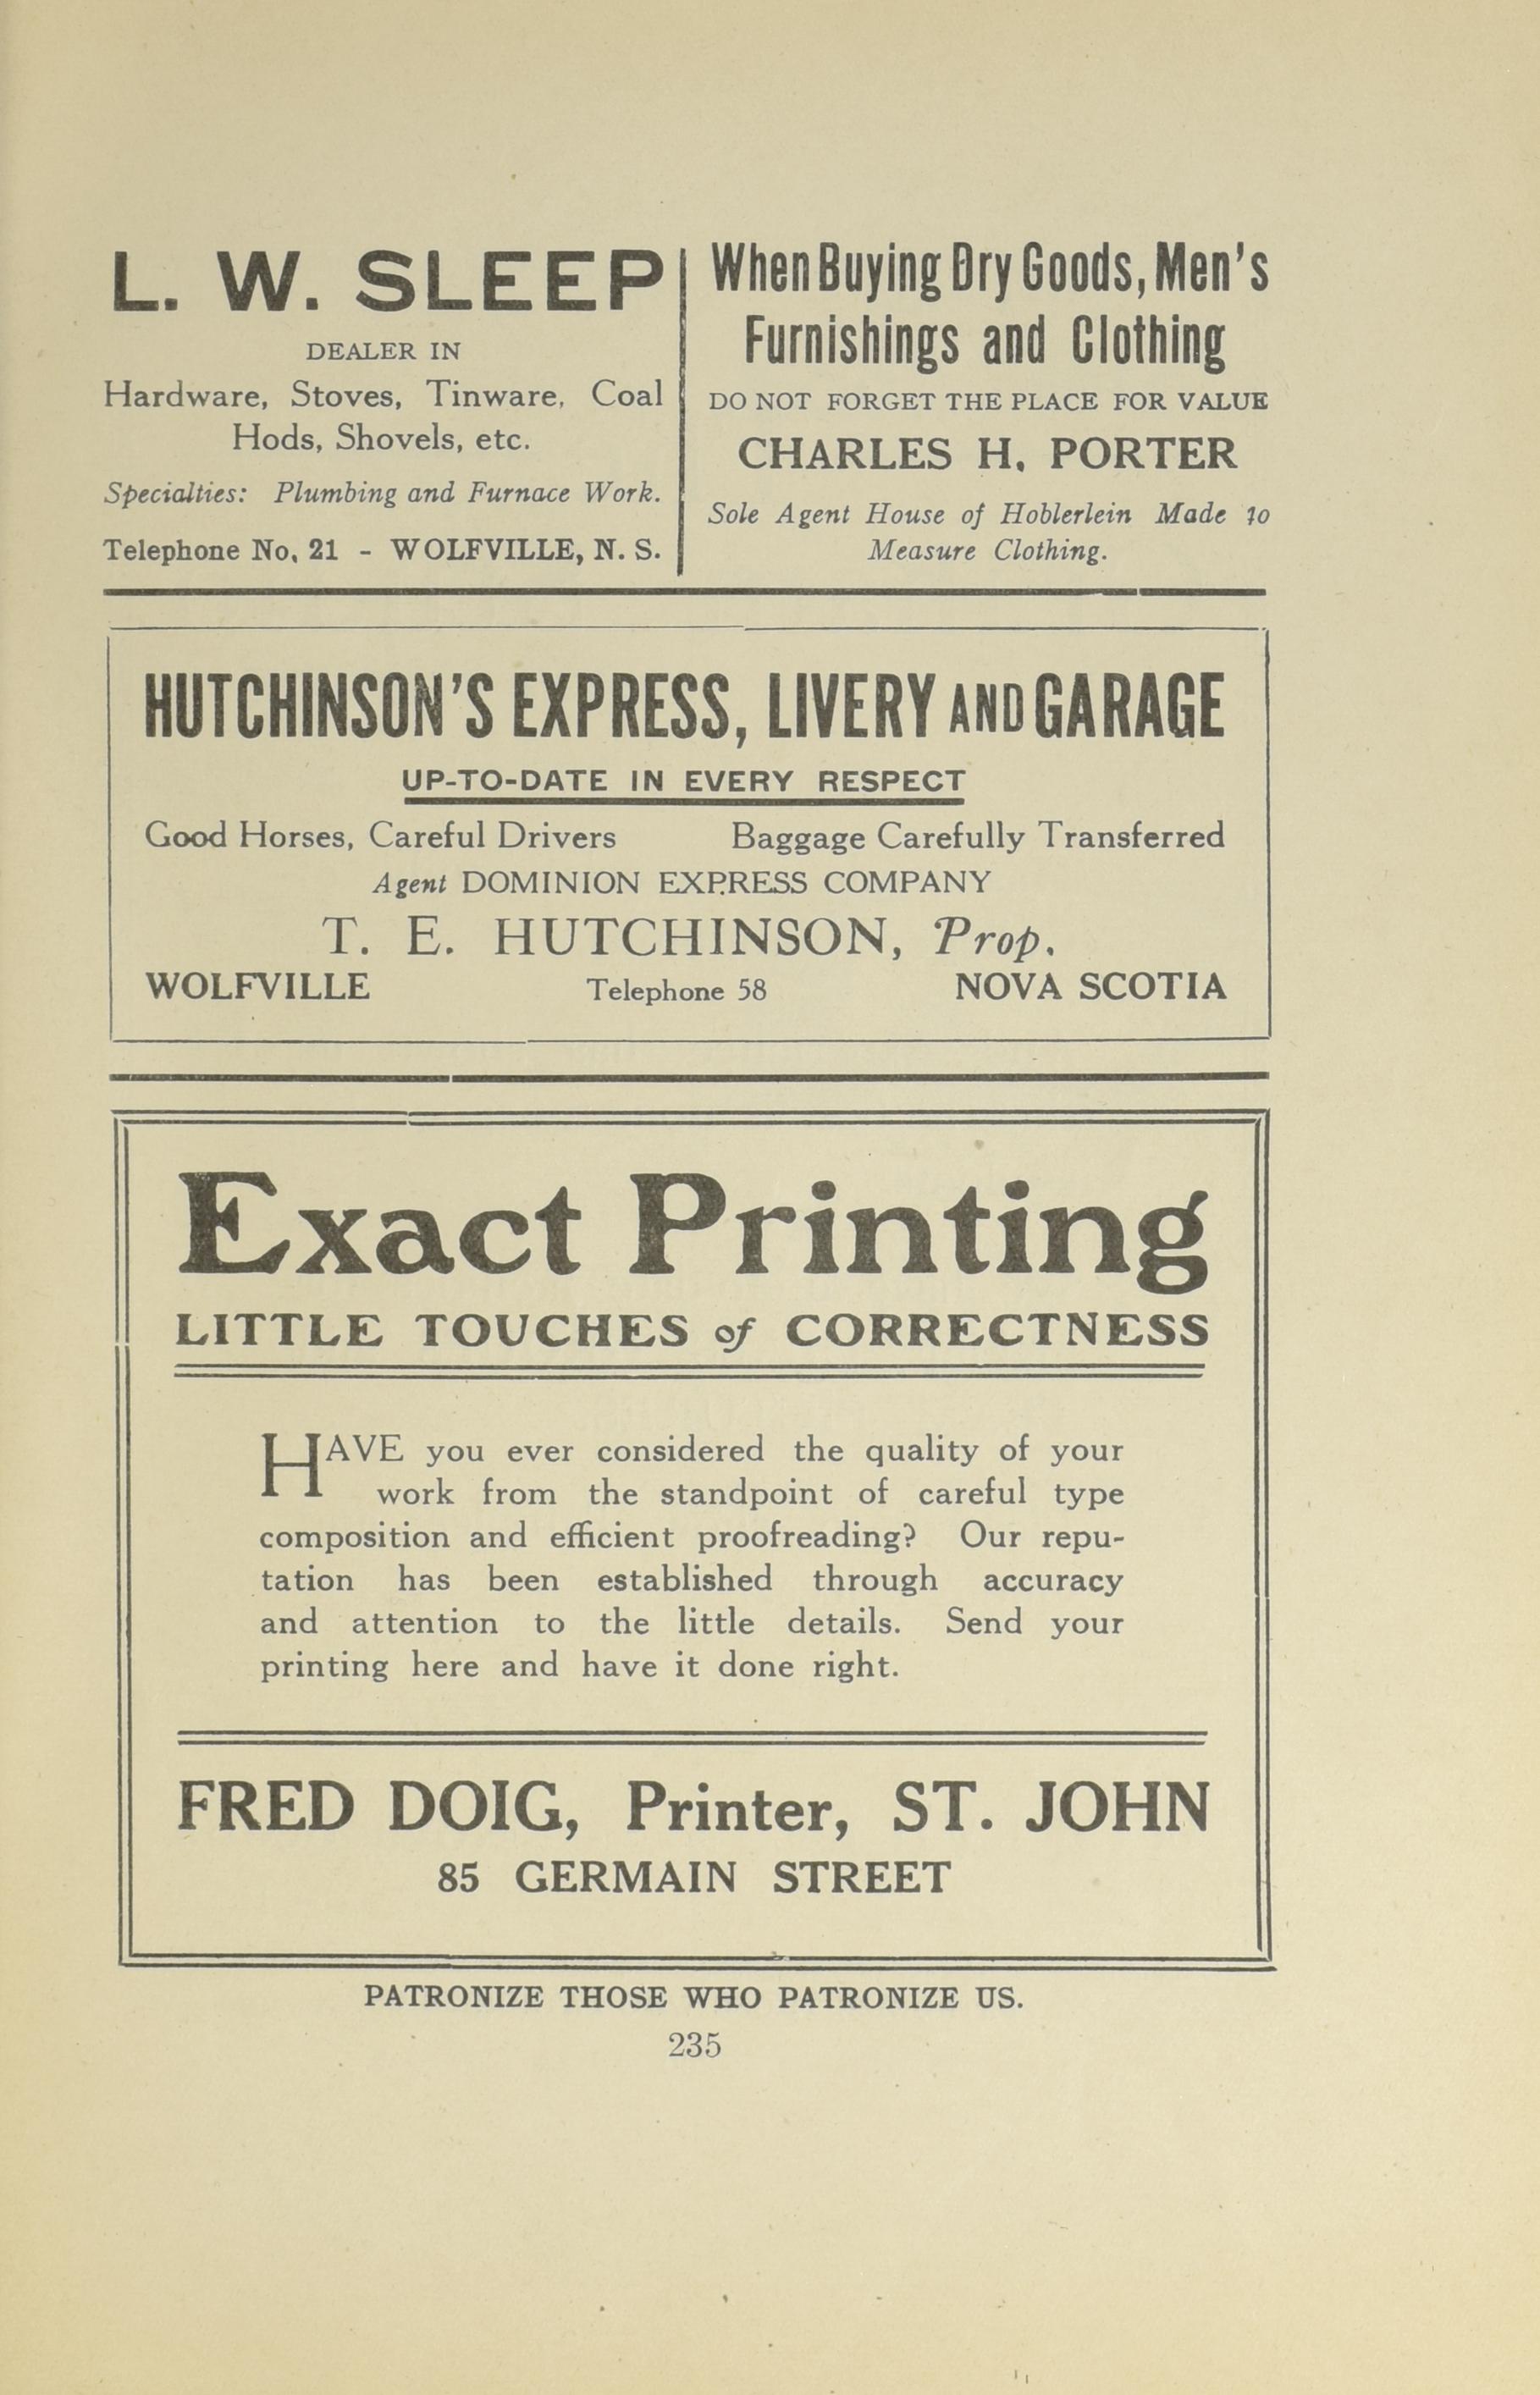 L. W. SLEEP
DEALER IN
Hardware, Stoves, Tinware, Coal
Hods, Shovels, etc.
Specialties: Plumbing and Furnace Work.
Telephone No. 21 - WOLFVILLE, N. S.
When Buying Dry Goods, Men's
Furnishings and Clothing
DO NOT FORGET THE PLACE FOR VALUE
CHARLES H. PORTER
Sole Agent House of Hoblerlein Made to
Measure Clothing.
HUTCHINSON'S EXPRESS, LIVERY AND GARAGE
UP-TO-DATE IN EVERY RESPECT
Good Horses, Careful Drivers Baggage Carefully Transferred
Agent DOMINION EXPRESS COMPANY
T. E. HUTCHINSON, Prop.
WOLFVILLE Telephone 58 NOVA SCOTIA
Exact Printing
LITTLE TOUCHES of CORRECTNESS
HAVE you ever considered the quality of your
work from the standpoint of careful type
composition and efficient proofreading? Our repu-
tation has been established through accuracy
and attention to the little details. Send your
printing here and have it done right.
FRED DOIG, Printer, ST. JOHN
85 GERMAIN STREET
PATRONIZE THOSE WHO PATRONIZE US.
235